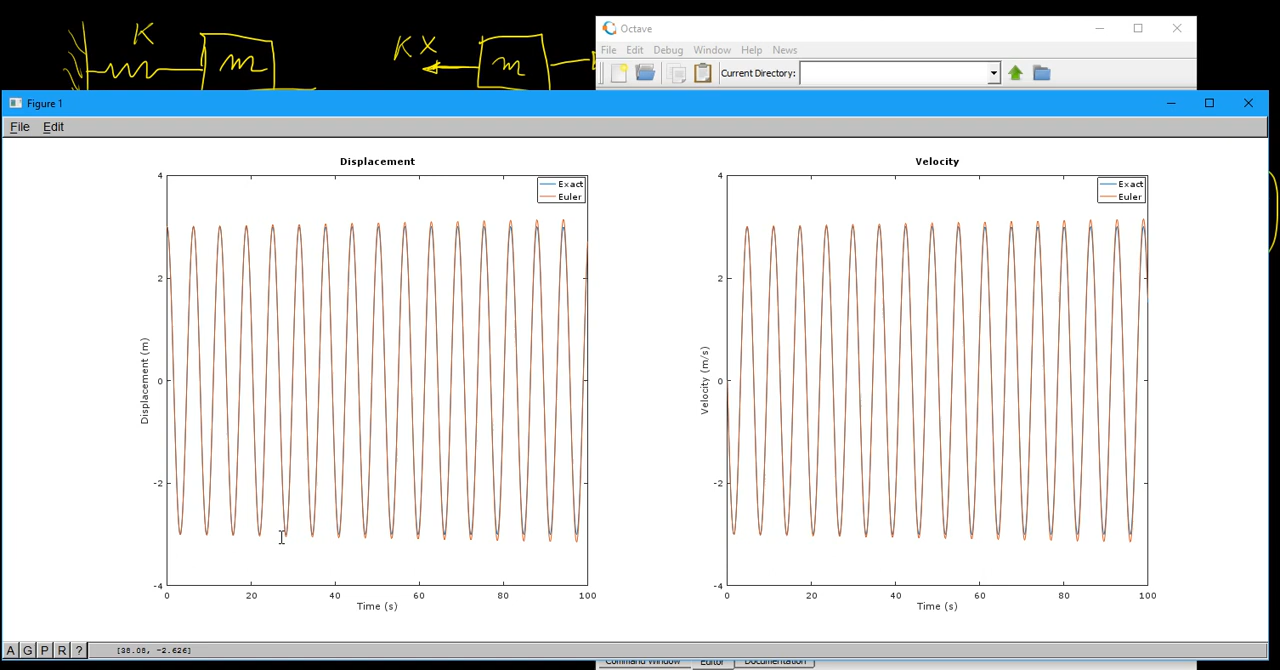 K
m
K X
m
Octave
File Edit Debug Window Help News
Current Directory:
Figure 1
File Edit
Displacement
4
2
0
-2
-4
0 20 40 60 80 100
Displacement (m)
Time (s)
Exact
Euler
Velocity
4
2
0
-2
-4
0 20 40 60 80 100
Velocity (m/s)
Time (s)
Exact
Euler
A G P R ? [38.08, -2.626]
Command Window Editor Documentation